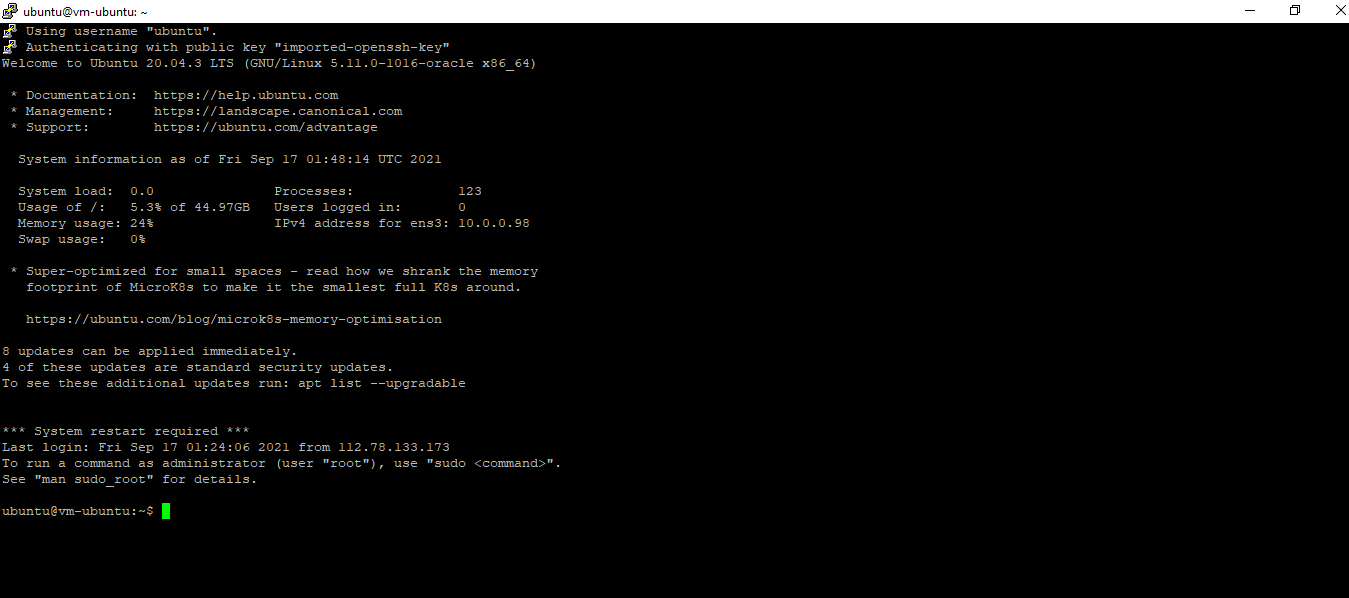 ubuntu@vm-ubuntu: ~
Using username "ubuntu".
Authenticating with public key "imported-openssh-key"
Welcome to Ubuntu 20.04.3 LTS (GNU/Linux 5.11.0-1016-oracle x86_64)
* Documentation:  https://help.ubuntu.com
* Management:     https://landscape.canonical.com
* Support:        https://ubuntu.com/advantage
System information as of Fri Sep 17 01:48:14 UTC 2021
System load:  0.0               Processes:             123
Usage of /:   5.3% of 44.97GB   Users logged in:       0
Memory usage: 24%               IPv4 address for ens3: 10.0.0.98
Swap usage:   0%
* Super-optimized for small spaces - read how we shrank the memory
footprint of MicroK8s to make it the smallest full K8s around.
https://ubuntu.com/blog/microk8s-memory-optimisation
8 updates can be applied immediately.
4 of these updates are standard security updates.
To see these additional updates run: apt list --upgradable
*** System restart required ***
Last login: Fri Sep 17 01:24:06 2021 from 112.78.133.173
To run a command as administrator (user "root"), use "sudo <command>".
See "man sudo_root" for details.
ubuntu@vm-ubuntu:~$